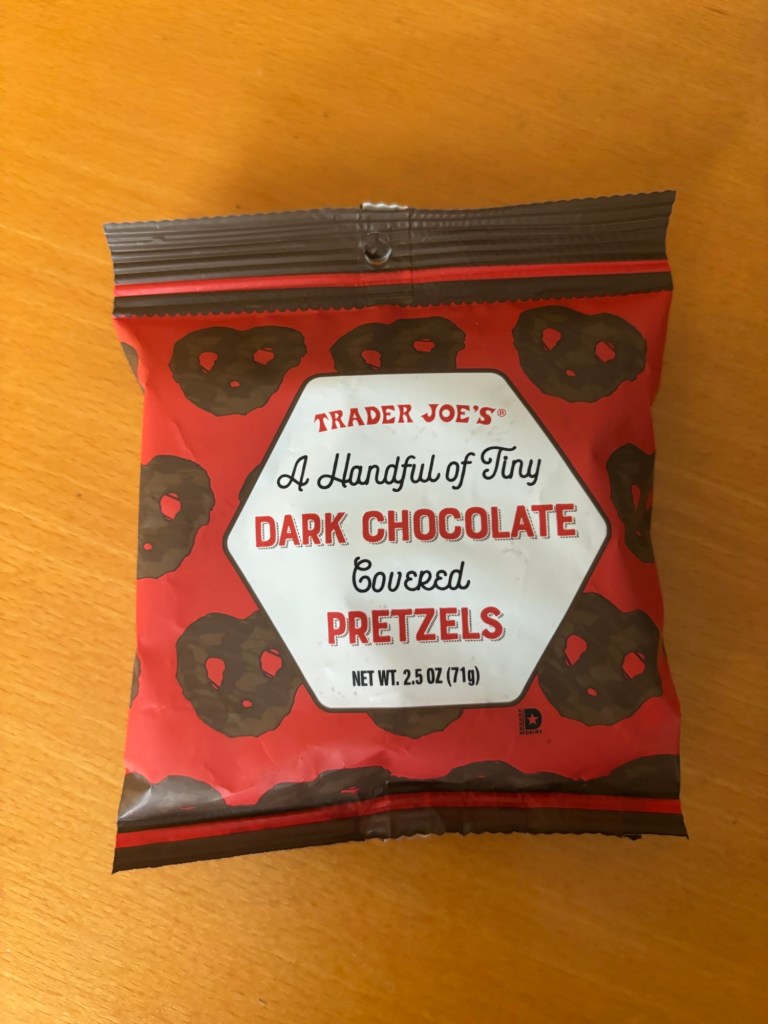 TRADER JOE'S®
A Handful of Tiny
DARK CHOCOLATE
Covered
PRETZELS
NET WT. 2.5 OZ (71g)
D